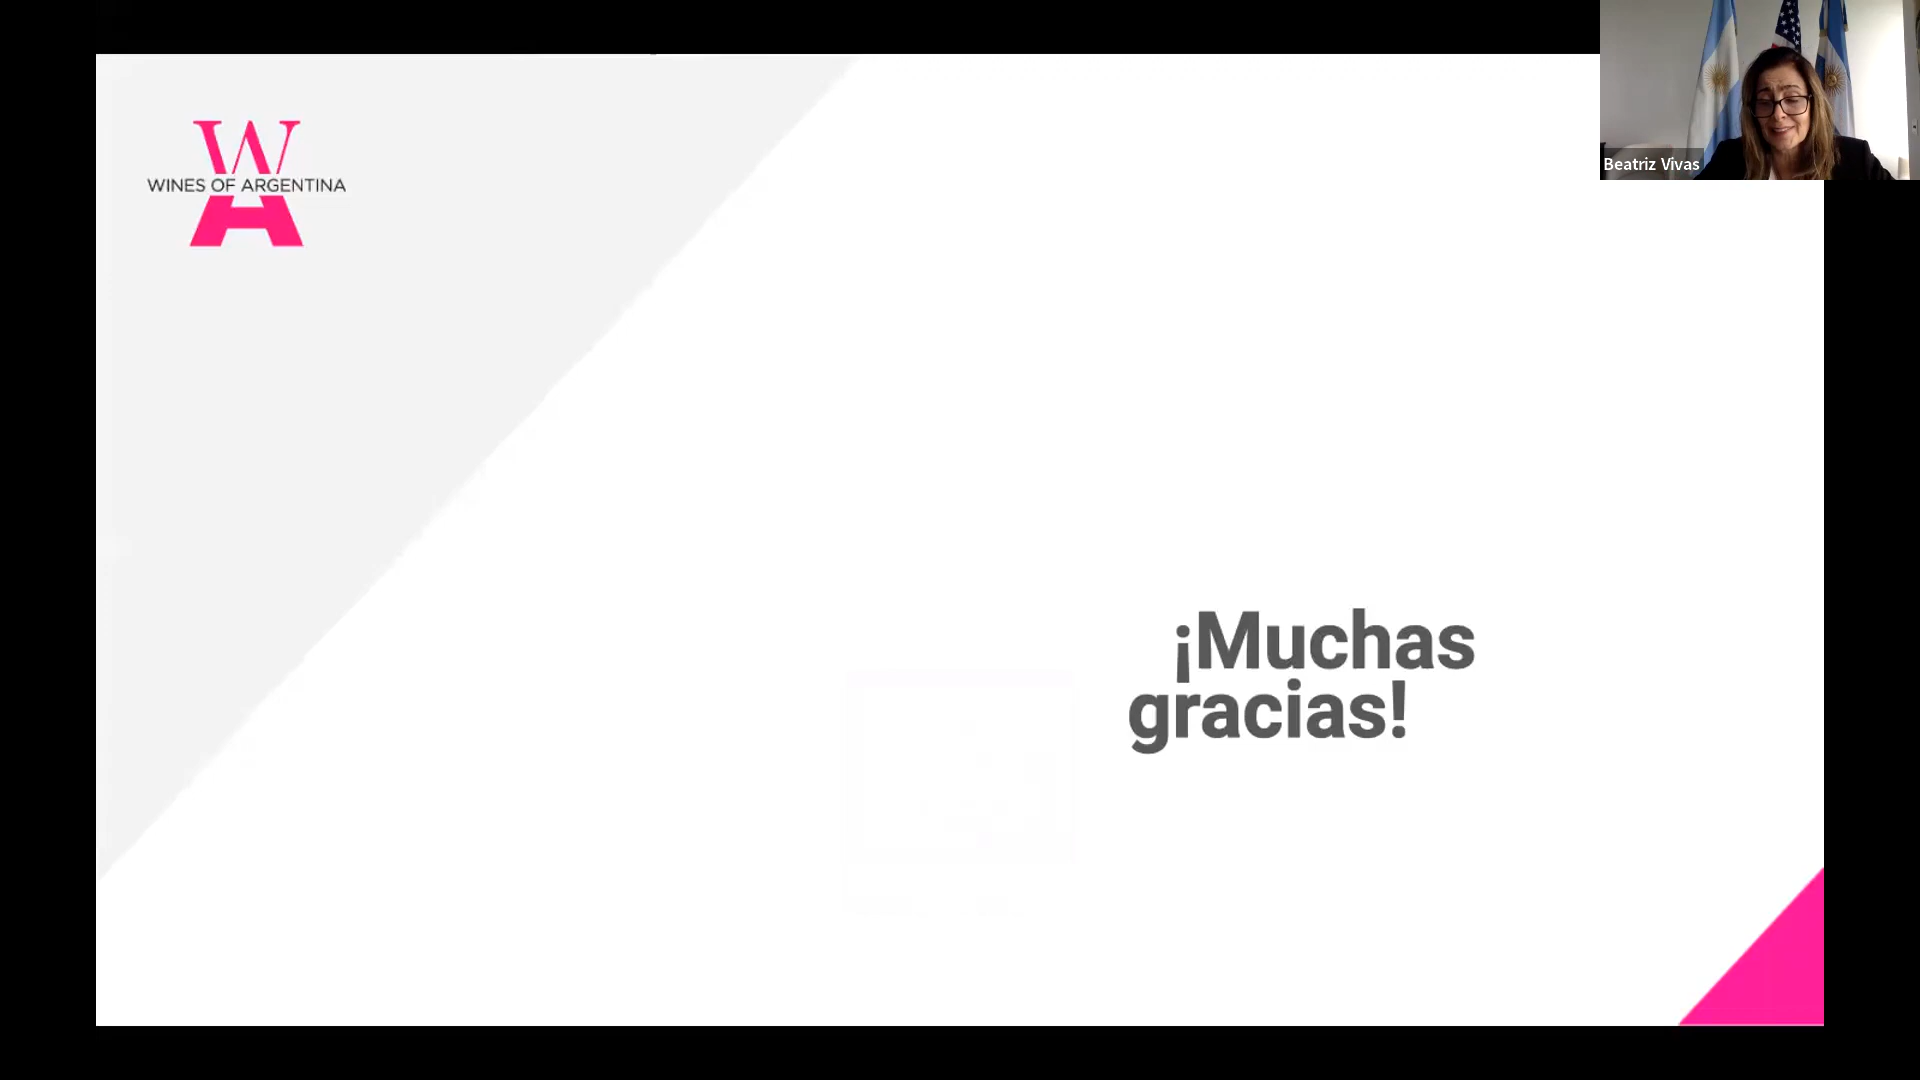 W
WINES OF ARGENTINA
A
Beatriz Vivas
¡Muchas
gracias!